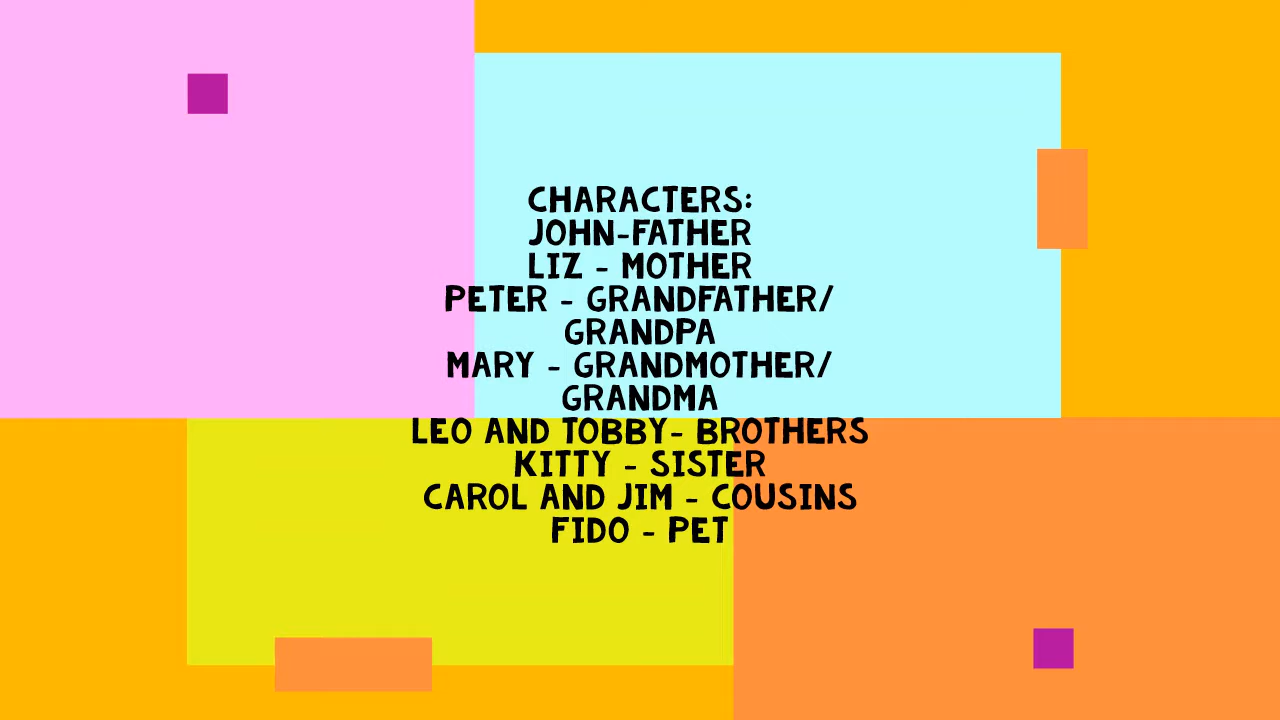 CHARACTERS:
JOHN-FATHER
LIZ - MOTHER
PETER - GRANDFATHER/
GRANDPA
MARY - GRANDMOTHER/
GRANDMA
LEO AND TOBBY- BROTHERS
KITTY - SISTER
CAROL AND JIM - COUSINS
FIDO - PET